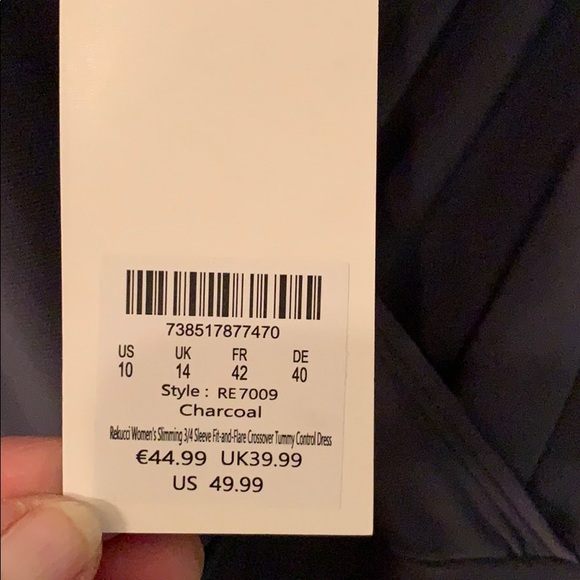 738517877470
US UK FR DE
10 14 42 40
Style : RE7009
Charcoal
Rekucci Women's Slimming 3/4 Sleeve Fit-and-Flare Crossover Tummy Control Dress
€44.99 UK39.99
US 49.99